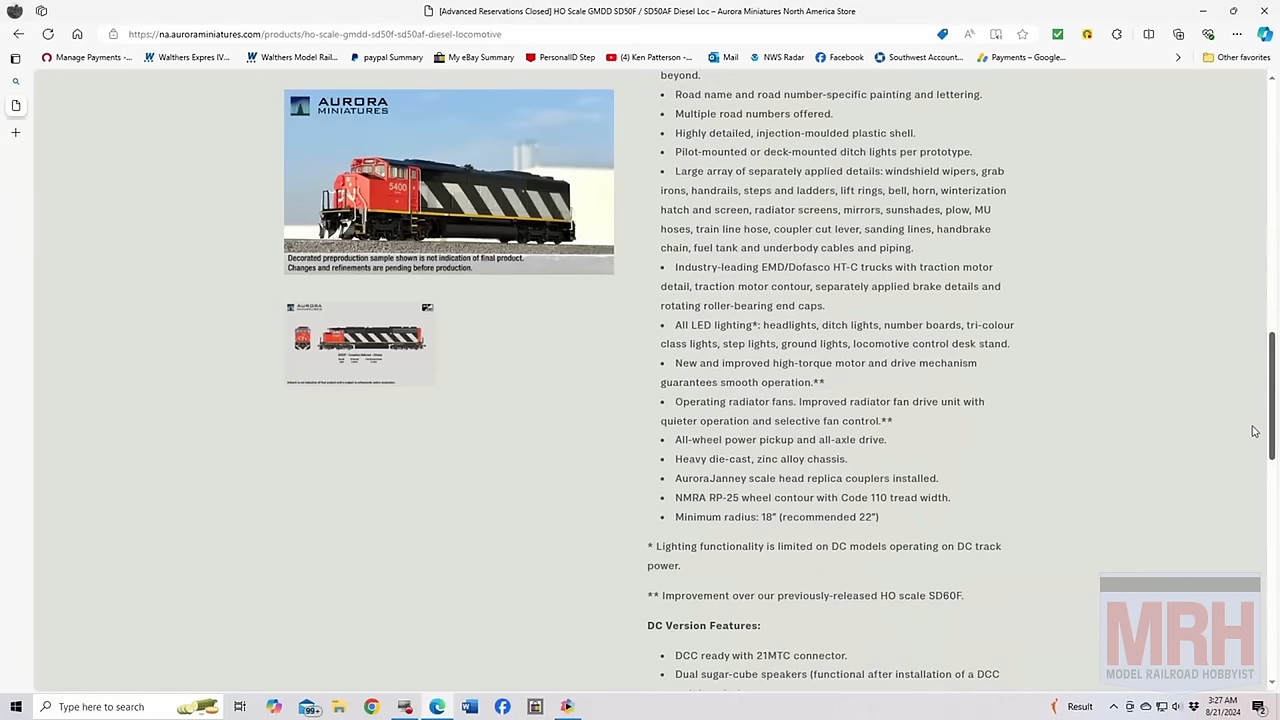 [Advanced Reservations Closed] HO Scale GMDD SD50F / SD50AF Diesel Loc – Aurora Miniatures North America Store
https://na.auroraminiatures.com/products/ho-scale-gmdd-sd50f-sd50af-diesel-locomotive
Manage Payments -... Walthers Expres IV... Walthers Model Rail... paypal Summary My eBay Summary PersonalID Step (4) Ken Patterson -... Mail NWS Radar Facebook Southwest Account... Payments – Google... Other favorites
beyond.
• Road name and road number-specific painting and lettering.
• Multiple road numbers offered.
• Highly detailed, injection-moulded plastic shell.
• Pilot-mounted or deck-mounted ditch lights per prototype.
• Large array of separately applied details: windshield wipers, grab
irons, handrails, steps and ladders, lift rings, bell, horn, winterization
hatch and screen, radiator screens, mirrors, sunshades, plow, MU
hoses, train line hose, coupler cut lever, sanding lines, handbrake
chain, fuel tank and underbody cables and piping.
• Industry-leading EMD/Dofasco HT-C trucks with traction motor
detail, traction motor contour, separately applied brake details and
rotating roller-bearing end caps.
• All LED lighting*: headlights, ditch lights, number boards, tri-colour
class lights, step lights, ground lights, locomotive control desk stand.
• New and improved high-torque motor and drive mechanism
guarantees smooth operation.**
• Operating radiator fans. Improved radiator fan drive unit with
quieter operation and selective fan control.**
• All-wheel power pickup and all-axle drive.
• Heavy die-cast, zinc alloy chassis.
• AuroraJanney scale head replica couplers installed.
• NMRA RP-25 wheel contour with Code 110 tread width.
• Minimum radius: 18” (recommended 22”)
* Lighting functionality is limited on DC models operating on DC track
power.
** Improvement over our previously-released HO scale SD60F.
DC Version Features:
• DCC ready with 21MTC connector.
• Dual sugar-cube speakers (functional after installation of a DCC
AURORA
MINIATURES
5400
Decorated preproduction sample shown is not indication of final product.
Changes and refinements are pending before production.
AURORA
MINIATURES
MRH
MODEL RAILROAD HOBBYIST
Type here to search
99+
Result
3:27 AM
8/21/2024
2